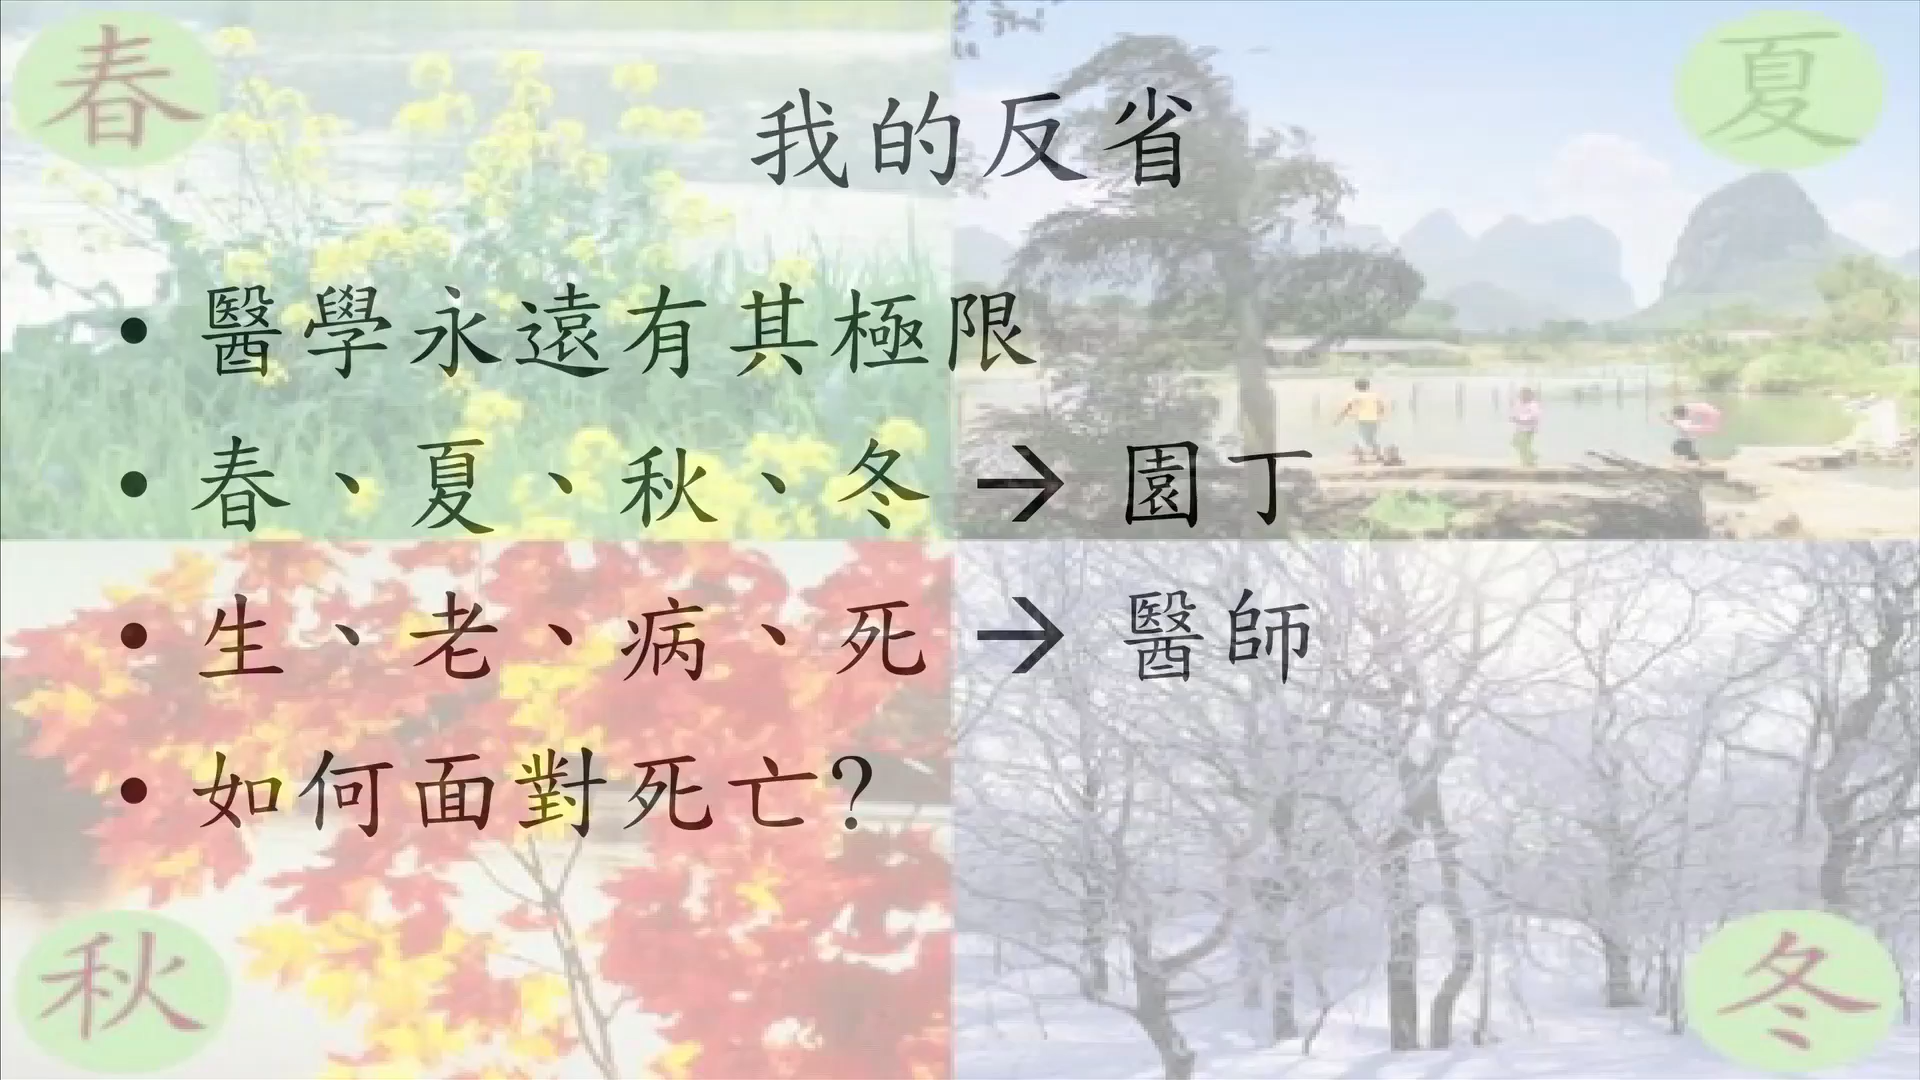 春
夏
我的反省
• 醫學永遠有其極限
• 春、夏、秋、冬 → 園丁
• 生、老、病、死 → 醫師
• 如何面對死亡?
秋
冬